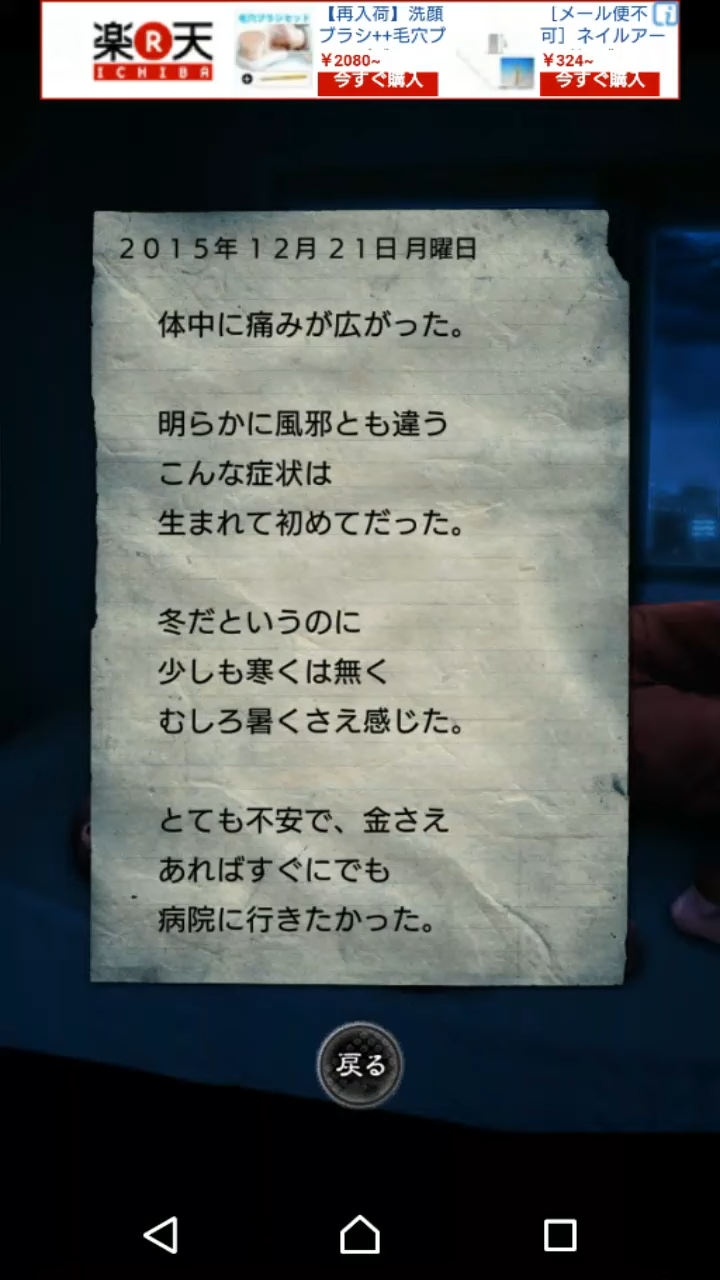 楽R天
ICHIBA
【再入荷】洗顔
ブラシ++毛穴プ
￥2080~
今すぐ購入
［メール便不
可］ネイルアー
￥324~
今すぐ購入
２０１５年１２月２１日月曜日
体中に痛みが広がった。
明らかに風邪とも違う
こんな症状は
生まれて初めてだった。
冬だというのに
少しも寒くは無く
むしろ暑くさえ感じた。
とても不安で、金さえ
あればすぐにでも
病院に行きたかった。
戻る